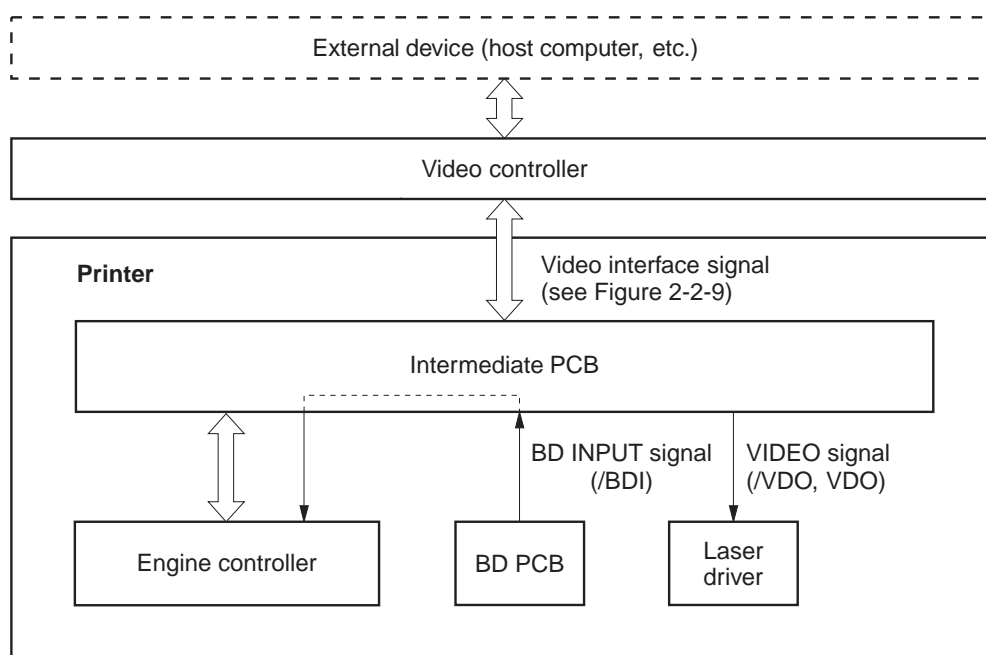 External device (host computer, etc.)
Video controller
Printer
Video interface signal
(see Figure 2-2-9)
Intermediate PCB
BD INPUT signal
(/BDI)
VIDEO signal
(/VDO, VDO)
Engine controller
BD PCB
Laser
driver